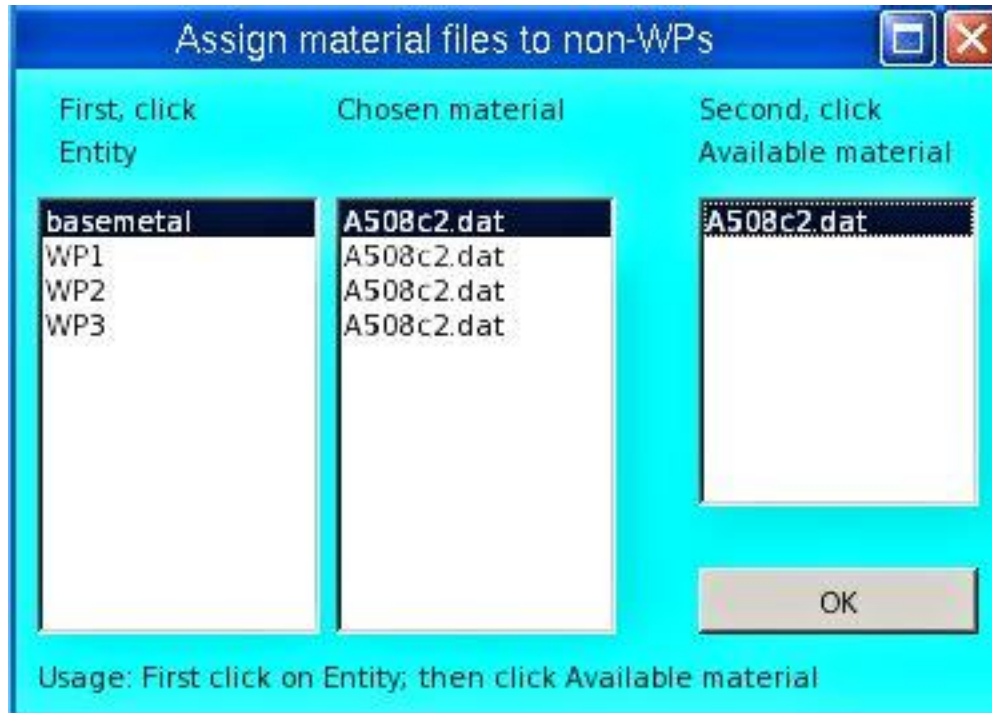 Assign material files to non-WPs
First, click
Entity
Chosen material
Second, click
Available material
basemetal
WP1
WP2
WP3
A508c2.dat
A508c2.dat
A508c2.dat
A508c2.dat
A508c2.dat
OK
Usage: First click on Entity; then click Available material